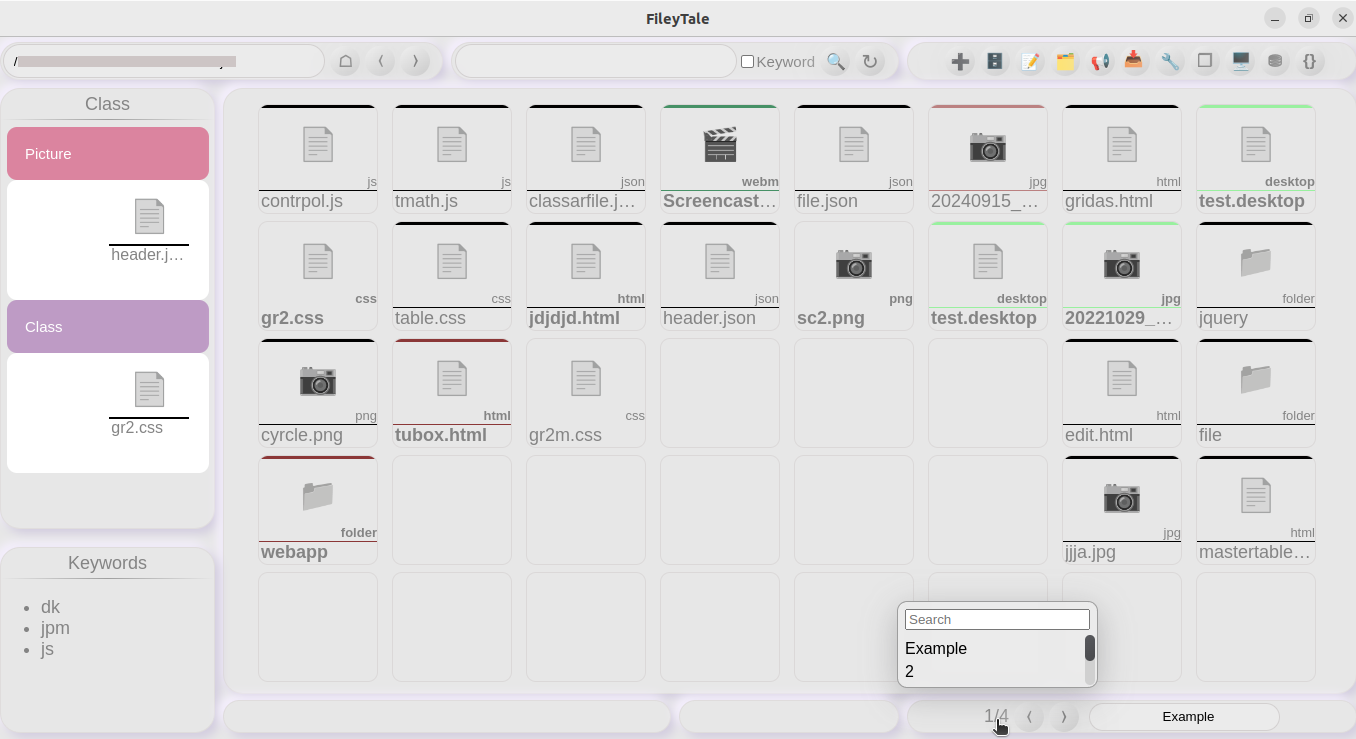 FileyTale
/
Keyword
{}
Class
Picture
header.j…
Class
gr2.css
Keywords
dk
jpm
js
js
contrpol.js
js
tmath.js
json
classarfile.j…
webm
Screencast…
json
file.json
jpg
20240915_…
html
gridas.html
desktop
test.desktop
css
gr2.css
css
table.css
html
jdjdjd.html
json
header.json
png
sc2.png
desktop
test.desktop
jpg
20221029_…
folder
jquery
png
cyrcle.png
html
tubox.html
css
gr2m.css
html
edit.html
folder
file
folder
webapp
jpg
jjja.jpg
html
mastertable…
Search
Example
2
1/4
Example